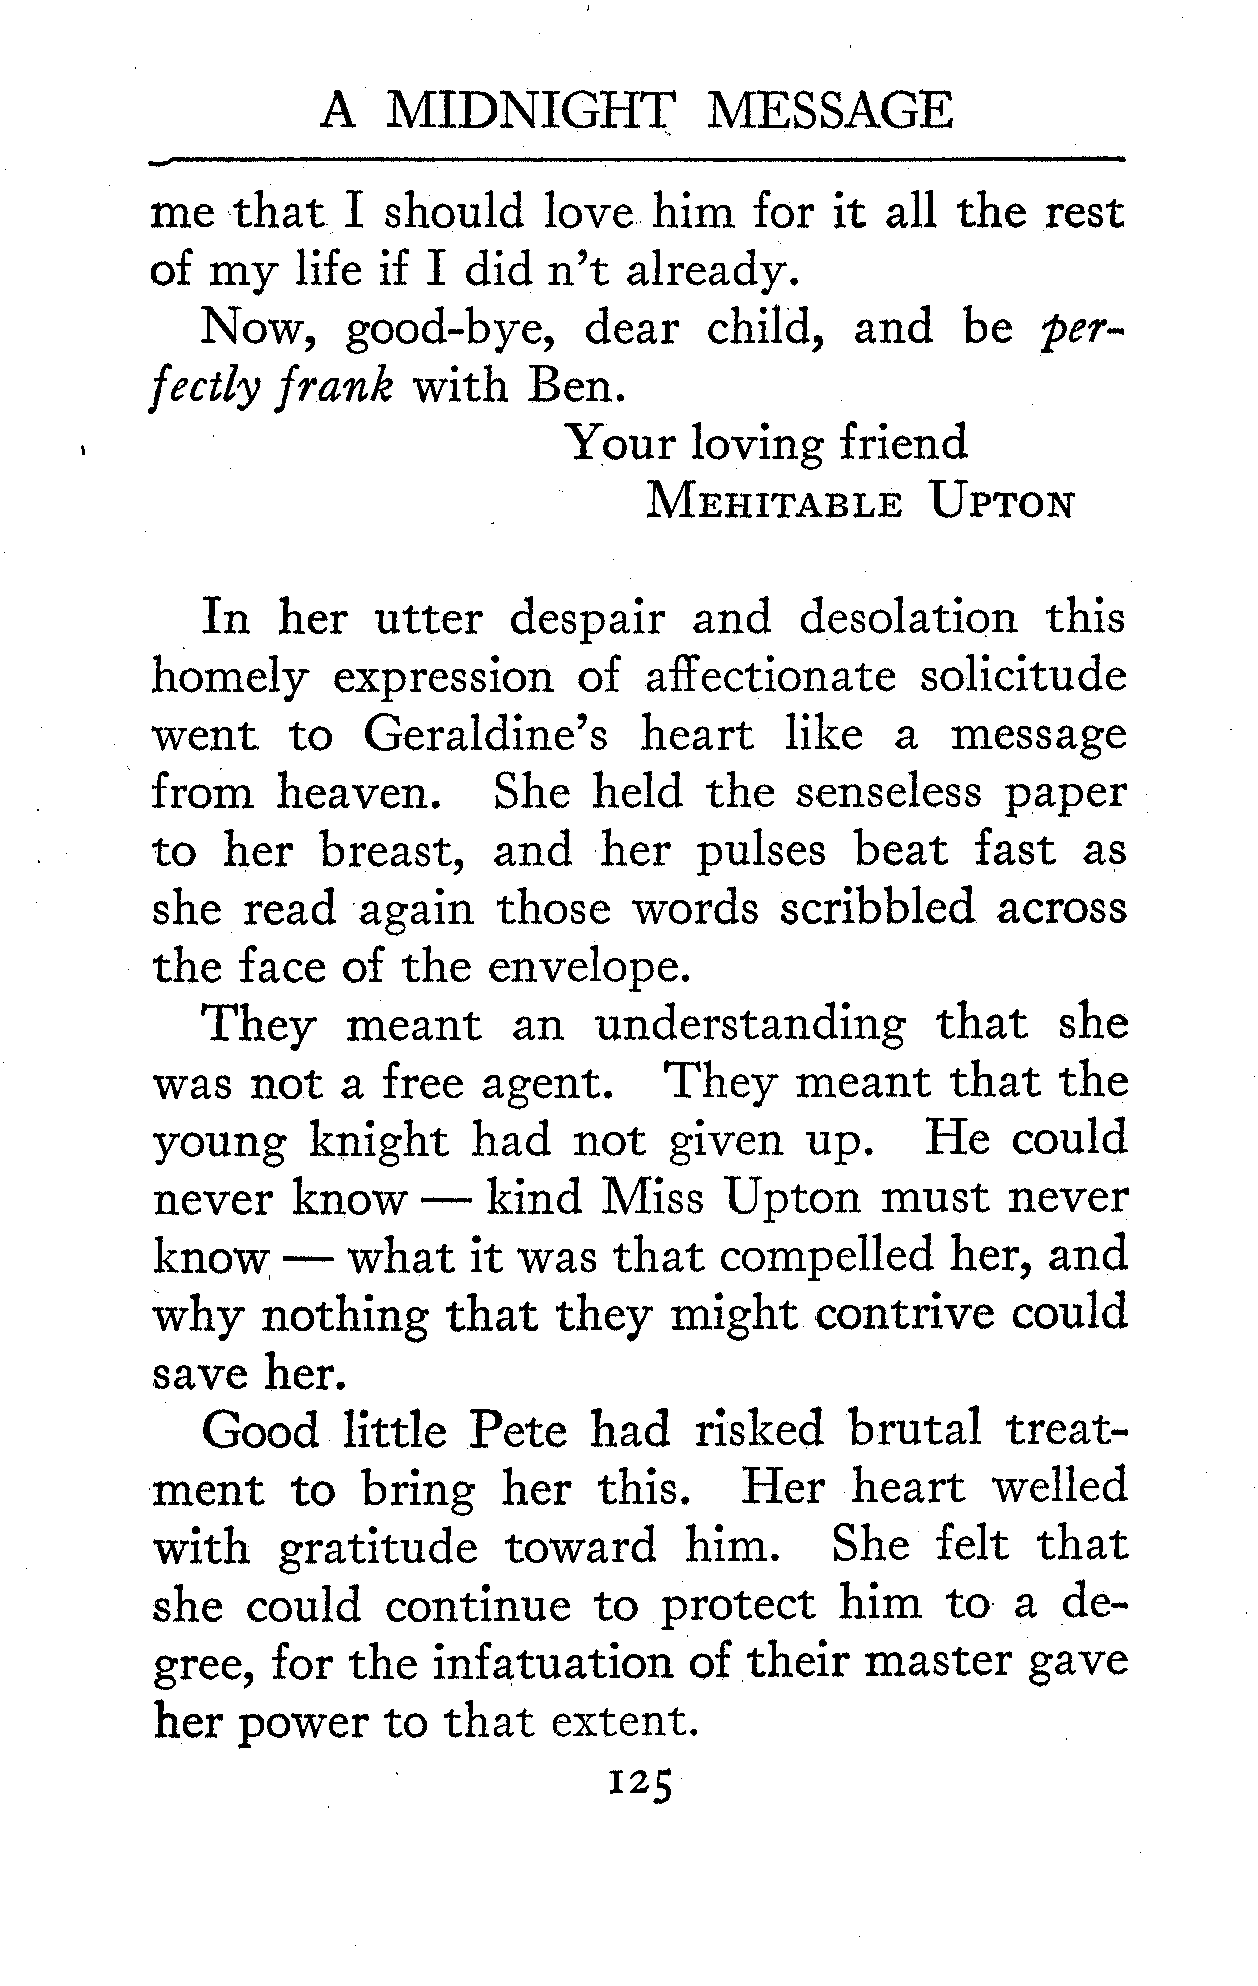 A MIDNIGHT MESSAGE
me that I should love him for it all the rest
of my life if I did n't already.
Now, good-bye, dear child, and be per-
fectly frank with Ben.
Your loving friend
MEHITABLE UPTON
In her utter despair and desolation this
homely expression of affectionate solicitude
went to Geraldine's heart like a message
from heaven. She held the senseless paper
to her breast, and her pulses beat fast as
she read again those words scribbled across
the face of the envelope.
They meant an understanding that she
was not a free agent. They meant that the
young knight had not given up. He could
never know — kind Miss Upton must never
know — what it was that compelled her, and
why nothing that they might contrive could
save her.
Good little Pete had risked brutal treat-
ment to bring her this. Her heart welled
with gratitude toward him. She felt that
she could continue to protect him to a de-
gree, for the infatuation of their master gave
her power to that extent.
125